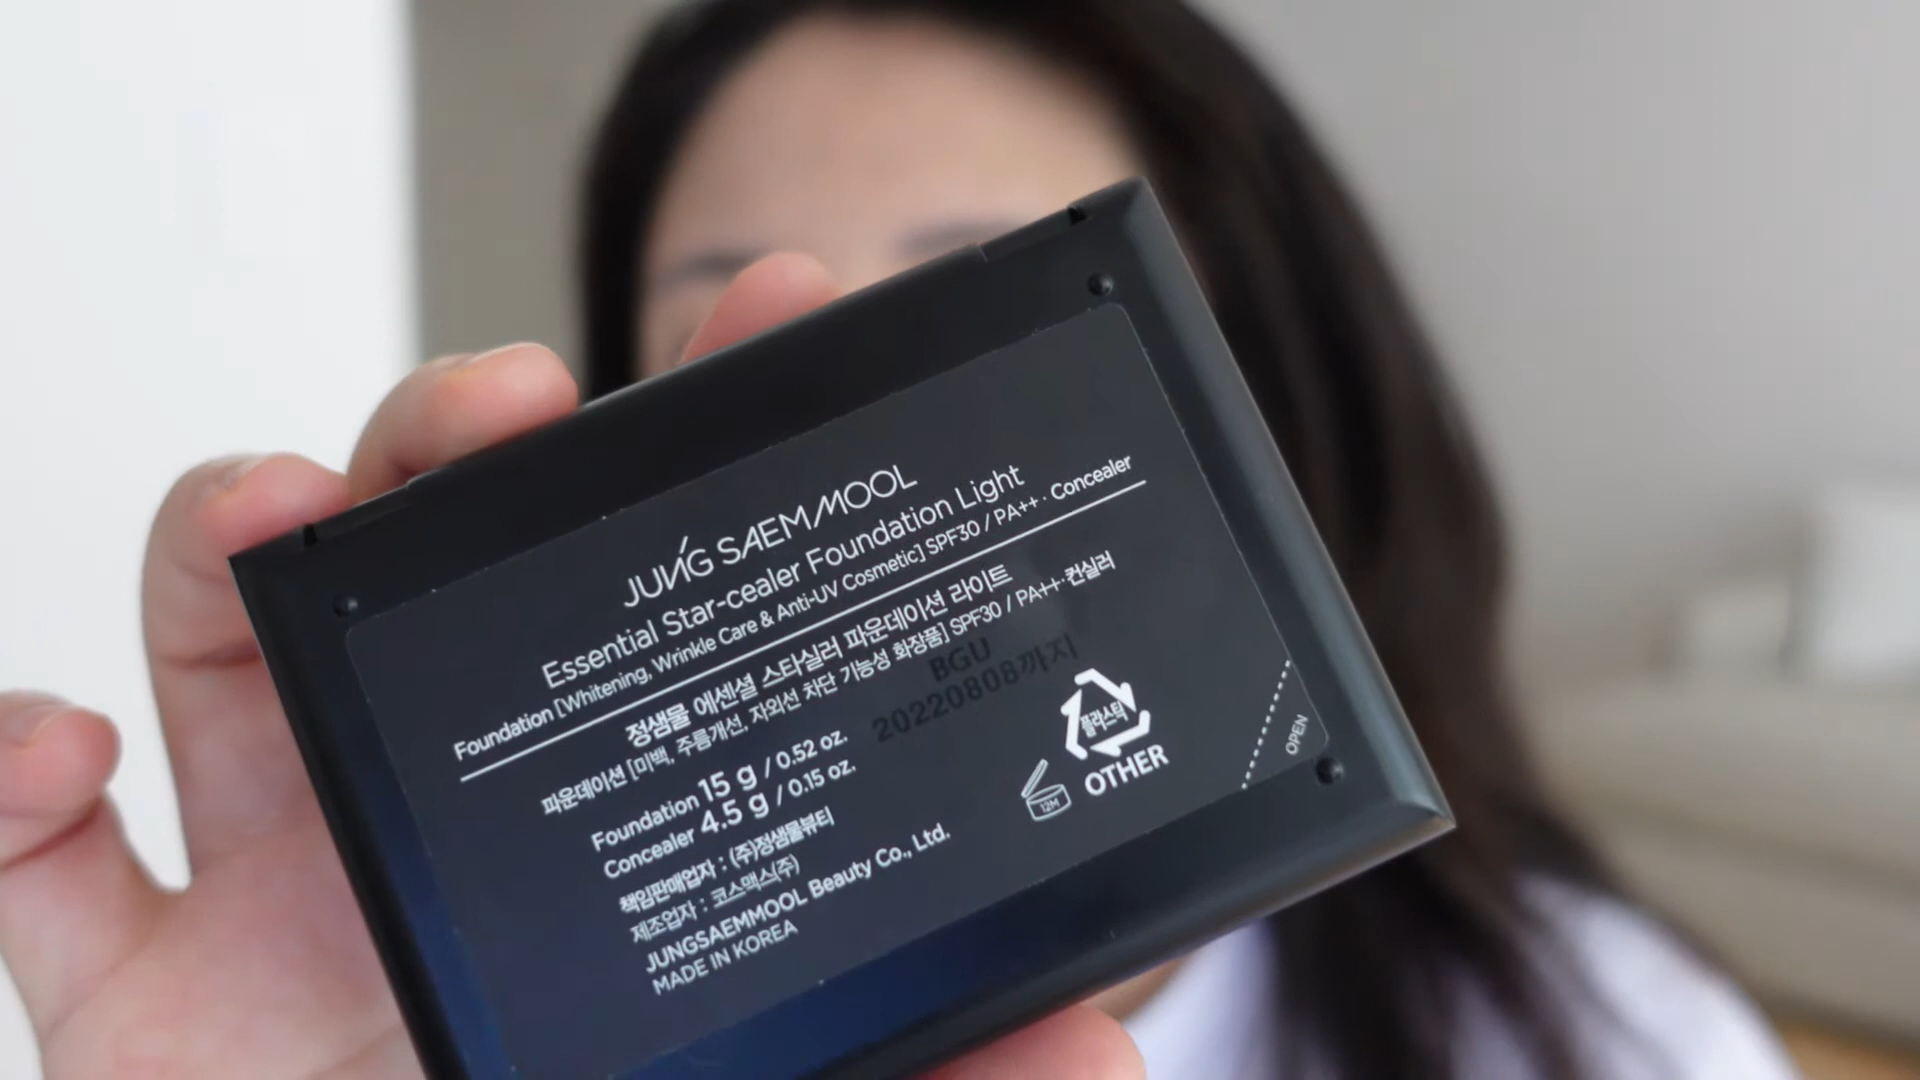 JUNG SAEM MOOL
Essential Star-cealer Foundation Light
Foundation [Whitening, Wrinkle Care & Anti-UV Cosmetic] SPF30 / PA++ · Concealer
정샘물 에센셜 스타실러 파운데이션 라이트
파운데이션 [미백, 주름개선, 자외선 차단 기능성 화장품] SPF30 / PA++·컨실러
BGU
20220808까지
Foundation 15 g / 0.52 oz.
Concealer 4.5 g / 0.15 oz.
책임판매업자 : (주)정샘물뷰티
제조업자 : 코스맥스(주)
JUNGSAEMMOOL Beauty Co., Ltd.
MADE IN KOREA
12M
플라스틱
OTHER
OPEN